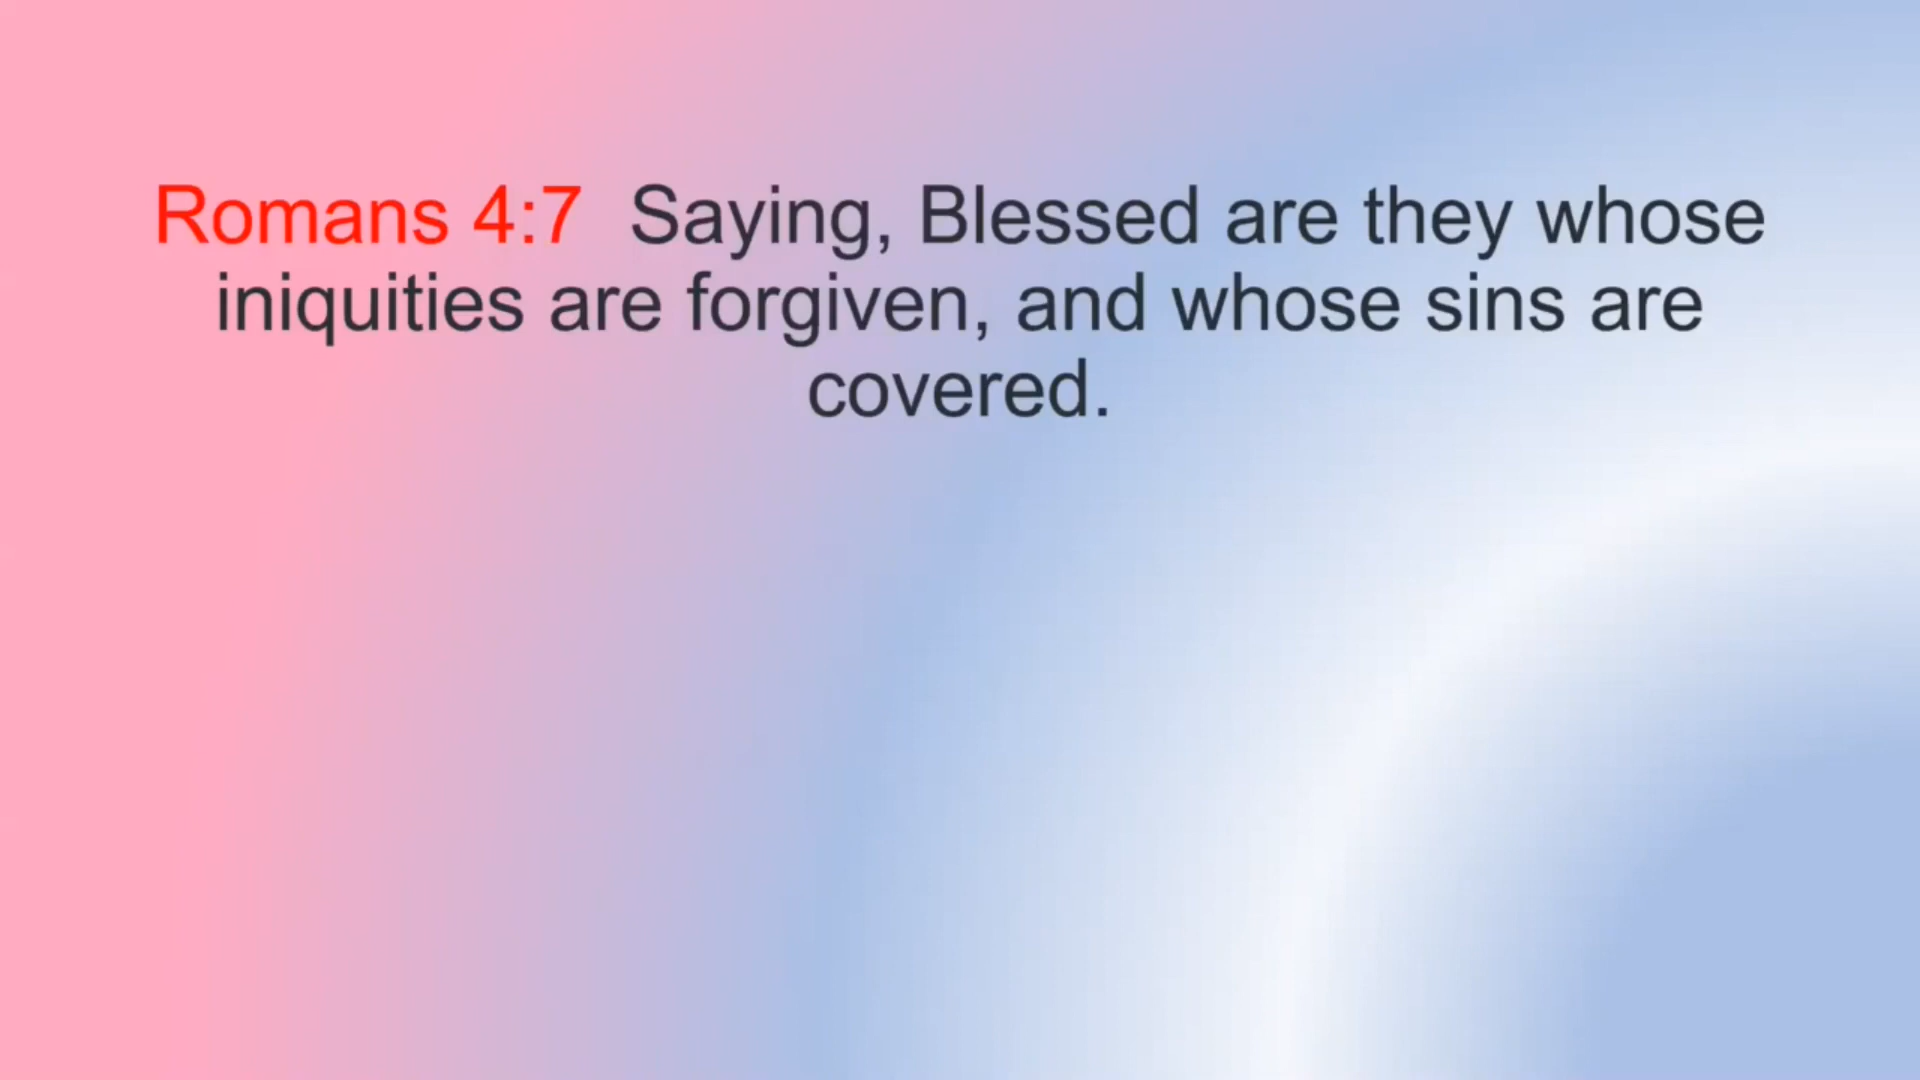 Romans 4:7 Saying, Blessed are they whose
iniquities are forgiven, and whose sins are
covered.